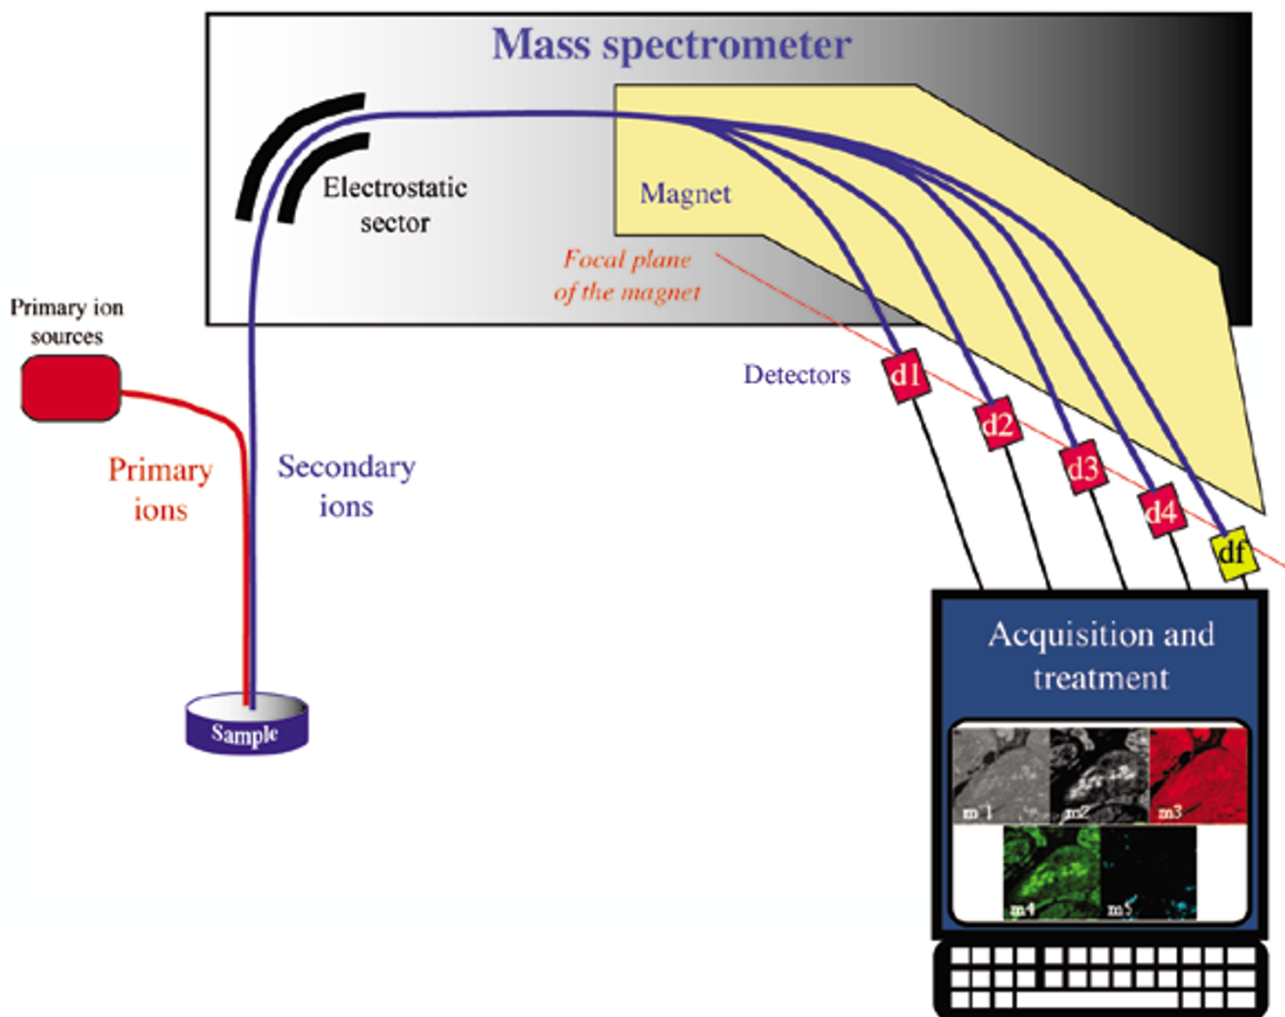 Mass spectrometer
Electrostatic
sector
Magnet
Focal plane
of the magnet
Primary ion
sources
Detectors
d1
d2
d3
d4
df
Primary
ions
Secondary
ions
Sample
Acquisition and
treatment
m1
m2
m3
m4
m5